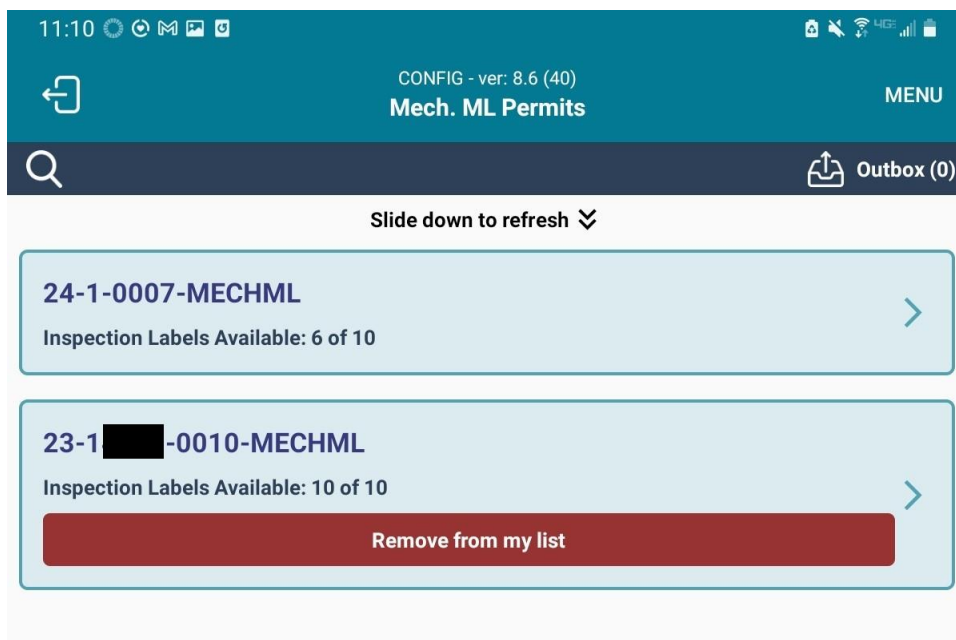 11:10
4GE
CONFIG - ver: 8.6 (40)
Mech. ML Permits
MENU
Outbox (0)
Slide down to refresh
24-1-0007-MECHML
Inspection Labels Available: 6 of 10
23-1 -0010-MECHML
Inspection Labels Available: 10 of 10
Remove from my list